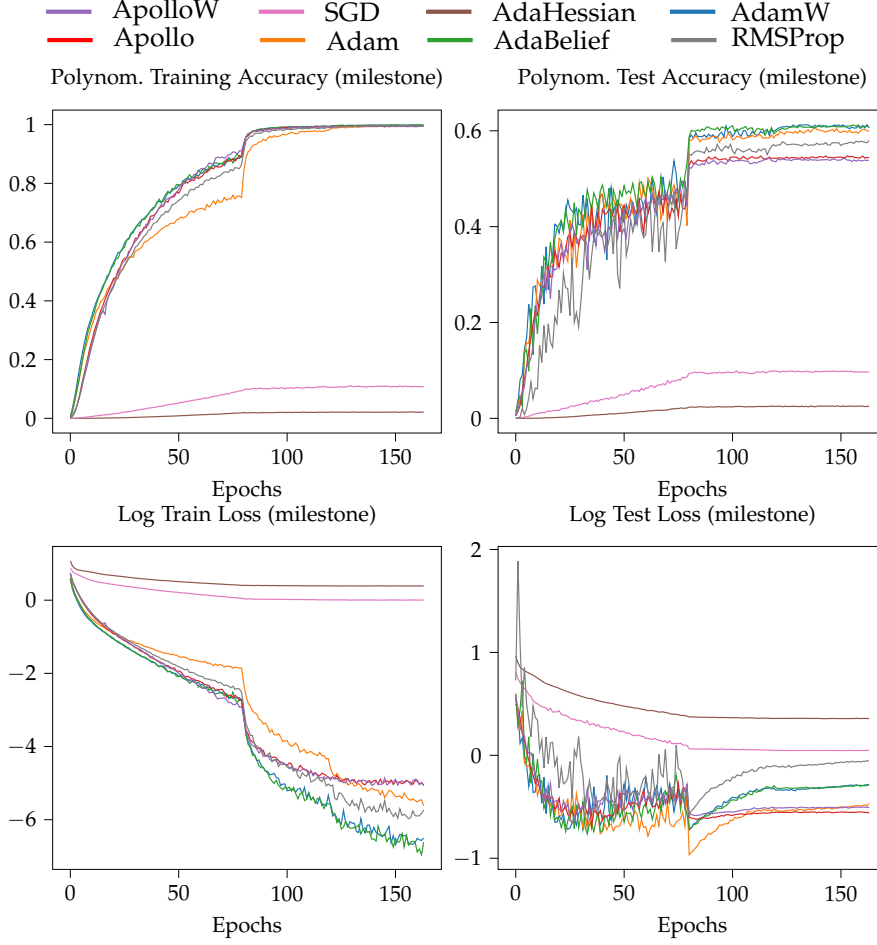 ApolloW SGD AdaHessian AdamW
Apollo Adam AdaBelief RMSProp
Polynom. Training Accuracy (milestone) Polynom. Test Accuracy (milestone)
1
0.8
0.6
0.4
0.2
0
0 50 100 150
Epochs
0.6
0.4
0.2
0
0 50 100 150
Epochs
Log Train Loss (milestone) Log Test Loss (milestone)
0
−2
−4
−6
0 50 100 150
Epochs
2
1
0
−1
0 50 100 150
Epochs